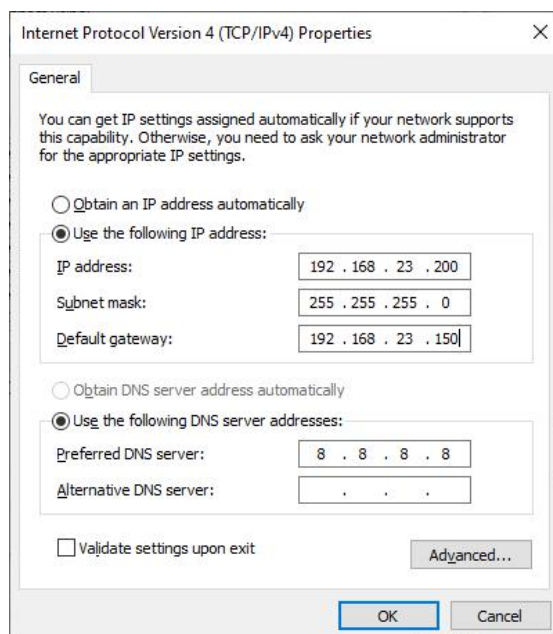 Internet Protocol Version 4 (TCP/IPv4) Properties
General
You can get IP settings assigned automatically if your network supports
this capability. Otherwise, you need to ask your network administrator
for the appropriate IP settings.
Obtain an IP address automatically
Use the following IP address:
IP address: 192 . 168 . 23 . 200
Subnet mask: 255 . 255 . 255 . 0
Default gateway: 192 . 168 . 23 . 150
Obtain DNS server address automatically
Use the following DNS server addresses:
Preferred DNS server: 8 . 8 . 8 . 8
Alternative DNS server: . . .
Validate settings upon exit
Advanced...
OK Cancel